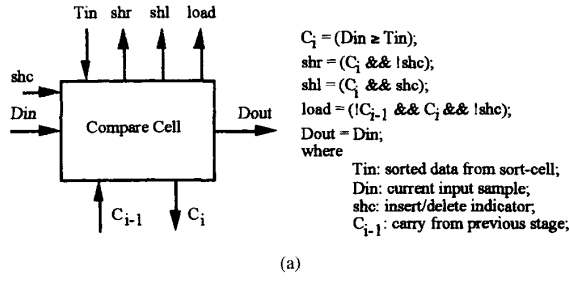 Tin shr shl load
shc
Din
Compare Cell
Dout
C_{i-1} C_i
C_i = (Din ≥ Tin);
shr = (C_i && !shc);
shl = (C_i && shc);
load = (!C_{i-1} && C_i && !shc);
Dout = Din;
where
Tin: sorted data from sort-cell;
Din: current input sample;
shc: insert/delete indicator;
C_{i-1}: carry from previous stage;
(a)